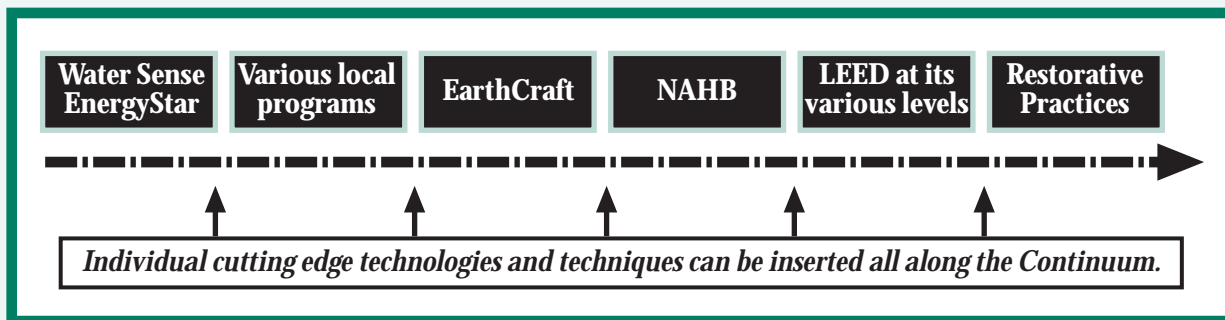 Water Sense
EnergyStar
Various local
programs
EarthCraft
NAHB
LEED at its
various levels
Restorative
Practices
Individual cutting edge technologies and techniques can be inserted all along the Continuum.